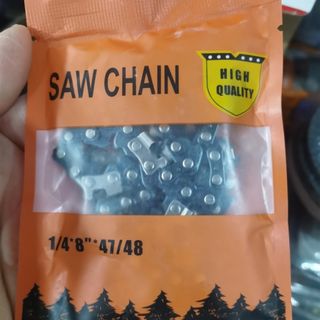 SAW CHAIN
HIGH
QUALITY
1/4*8"*47/48